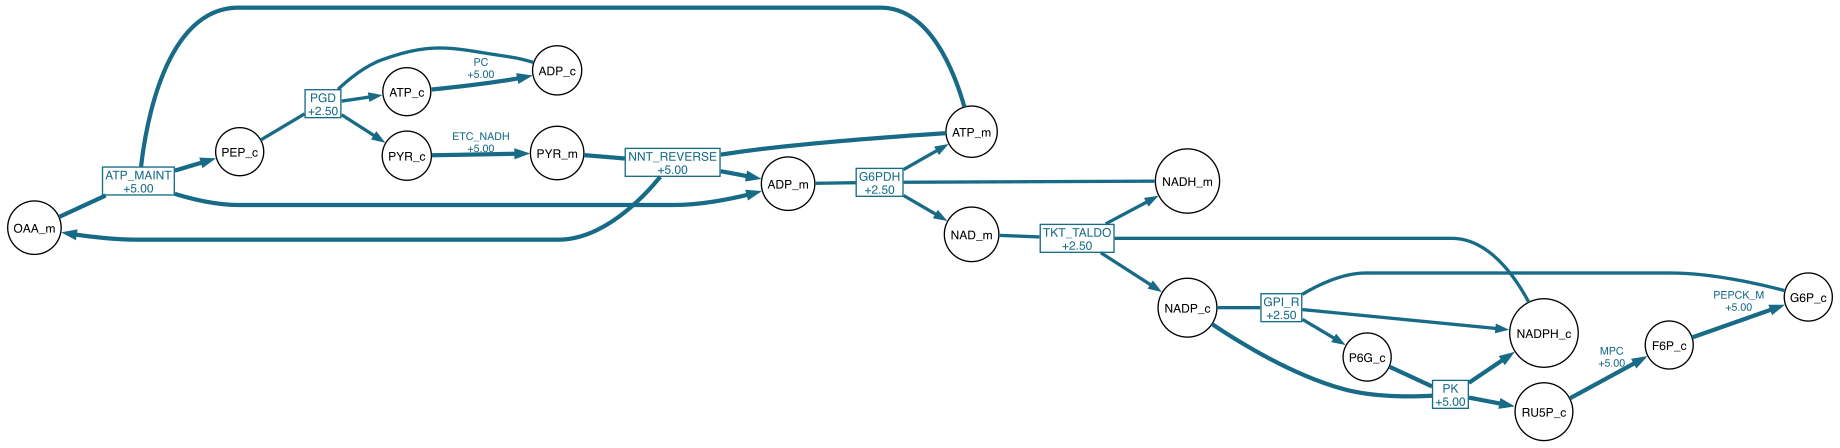 PC
+5.00
ADP_c
PGD
+2.50
ATP_c
ETC_NADH
+5.00
ATP_m
PEP_c
PYR_c
PYR_m
NNT_REVERSE
+5.00
ATP_MAINT
+5.00
ADP_m
G6PDH
+2.50
NADH_m
OAA_m
NAD_m
TKT_TALDO
+2.50
NADP_c
GPI_R
+2.50
PEPCK_M
+5.00
G6P_c
NADPH_c
P6G_c
MPC
+5.00
F6P_c
PK
+5.00
RU5P_c